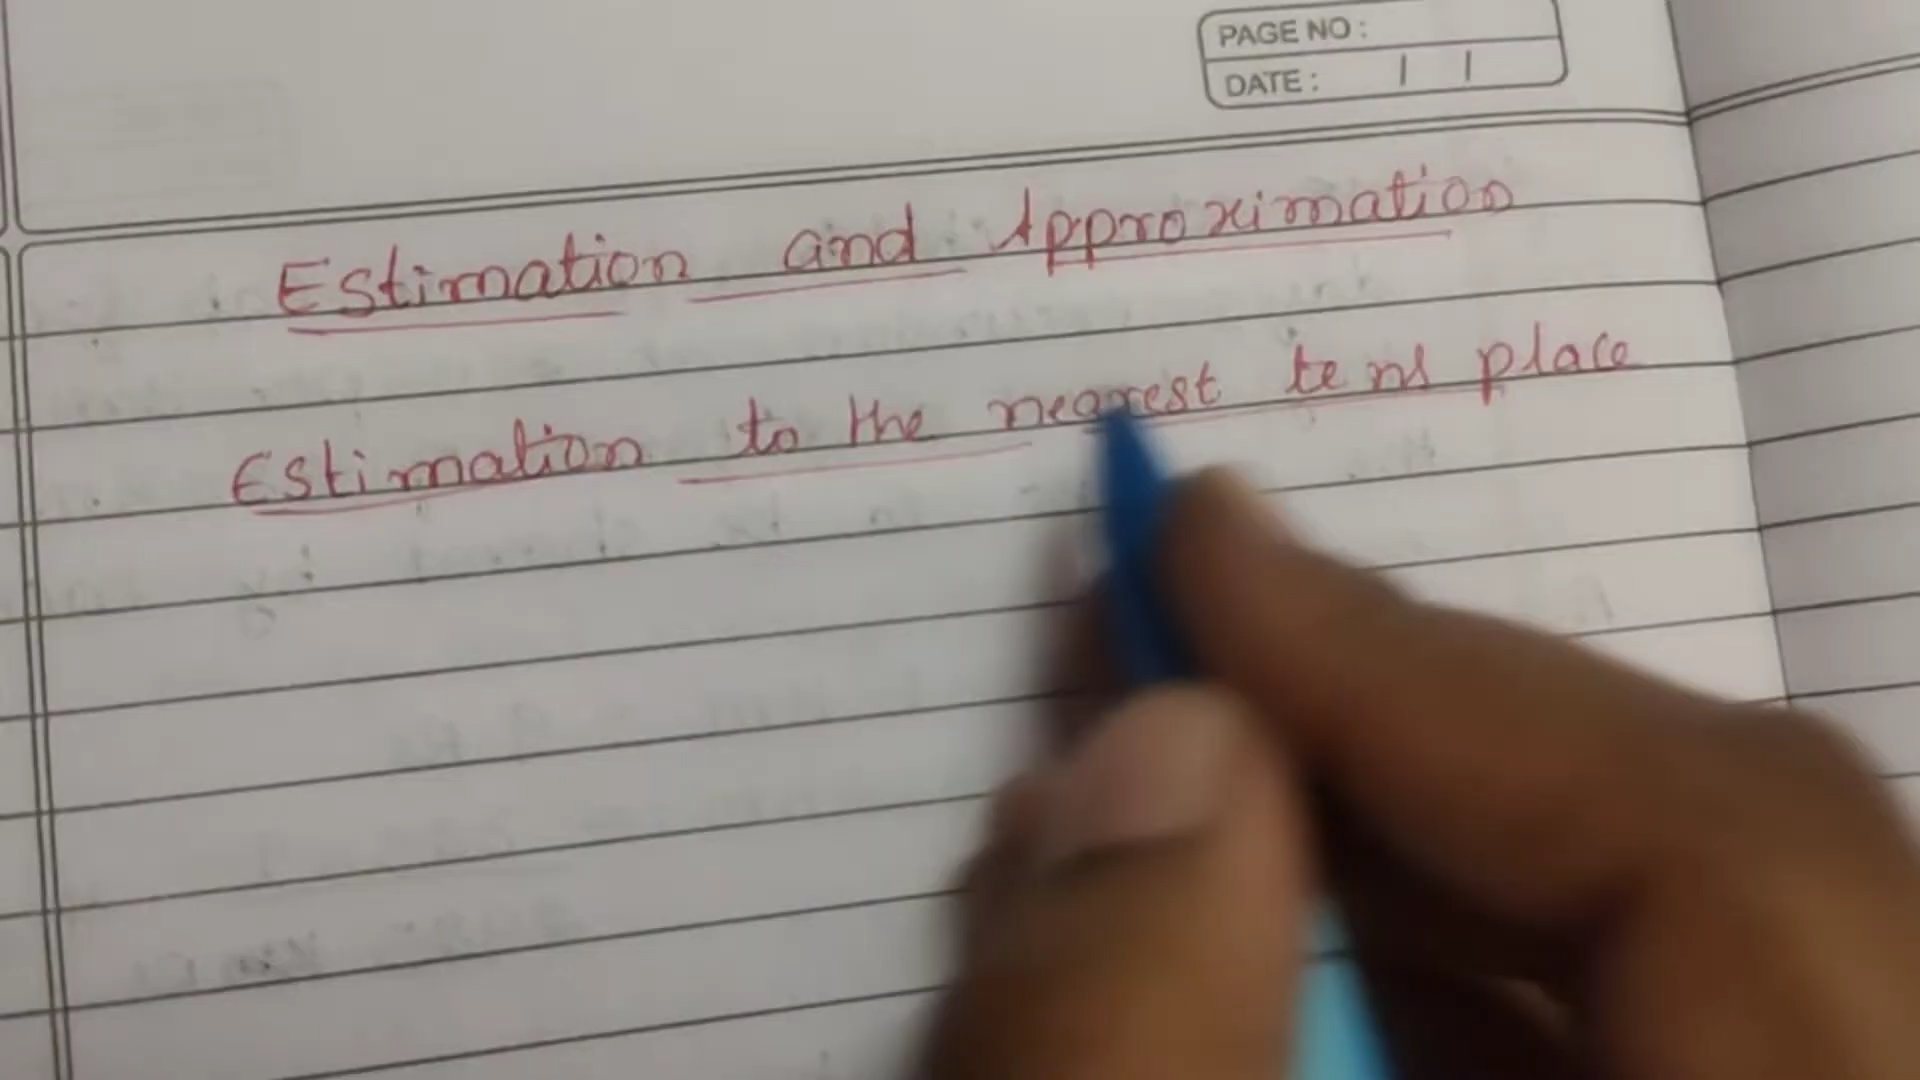 PAGE NO :
DATE : / /
Estimation and Approximation
Estimation to the nearest tens place